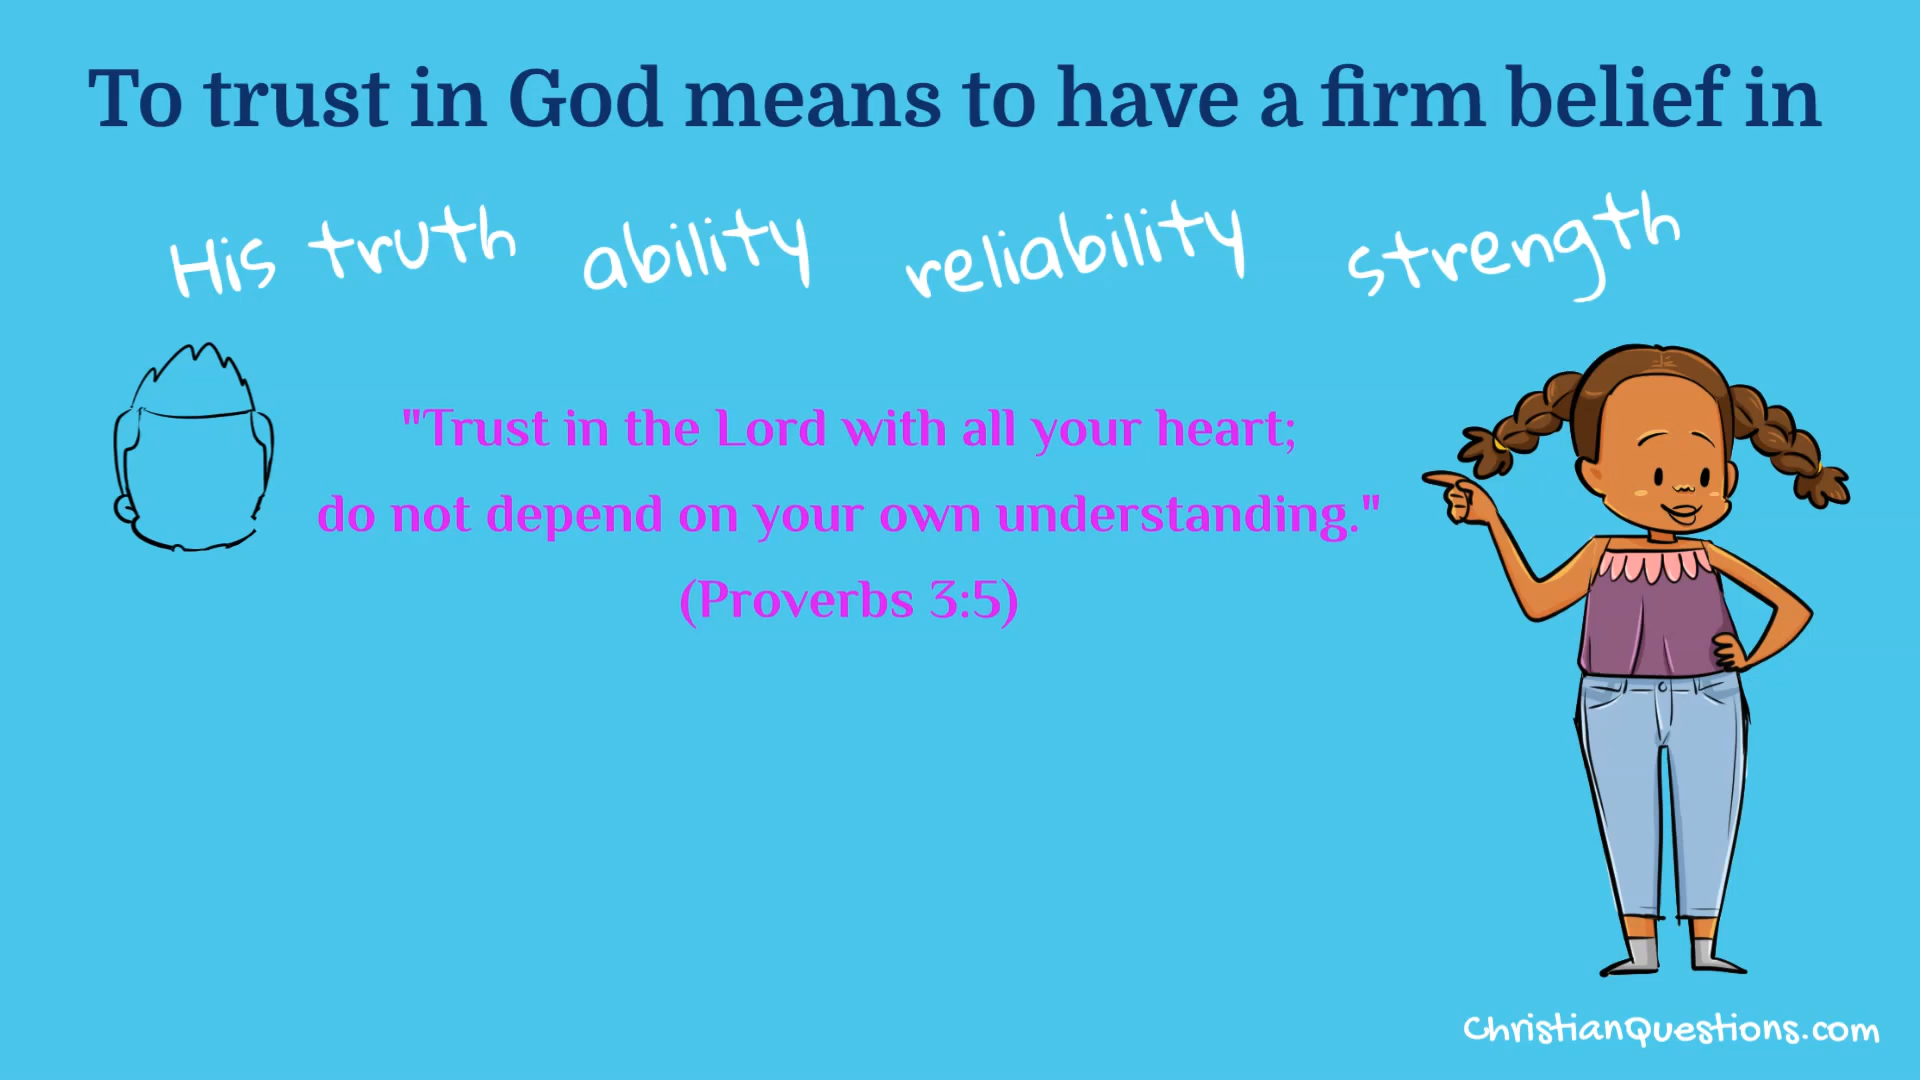 To trust in God means to have a firm belief in
His truth ability reliability strength
"Trust in the Lord with all your heart;
do not depend on your own understanding."
(Proverbs 3:5)
ChristianQuestions.com